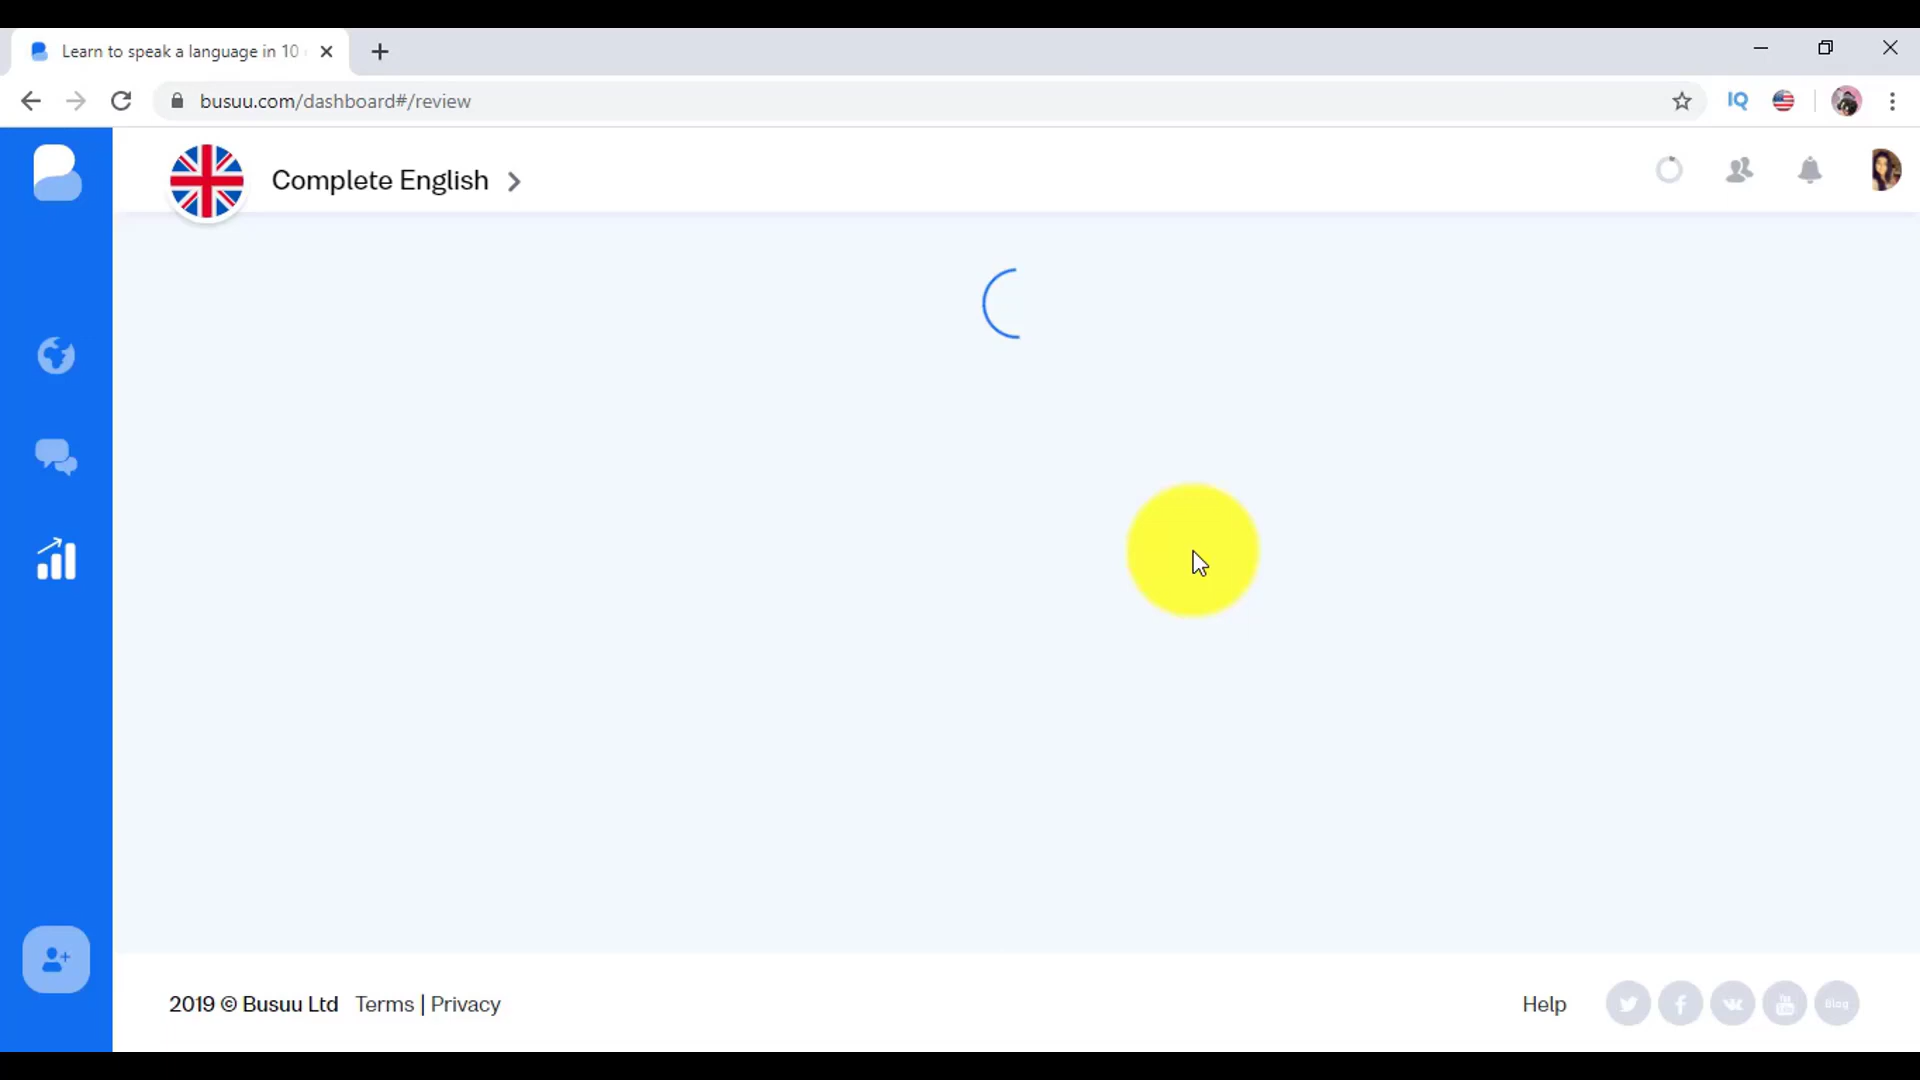 Learn to speak a language in 10
busuu.com/dashboard#/review
IQ
Complete English
2019 © Busuu Ltd Terms | Privacy
Help
Blog